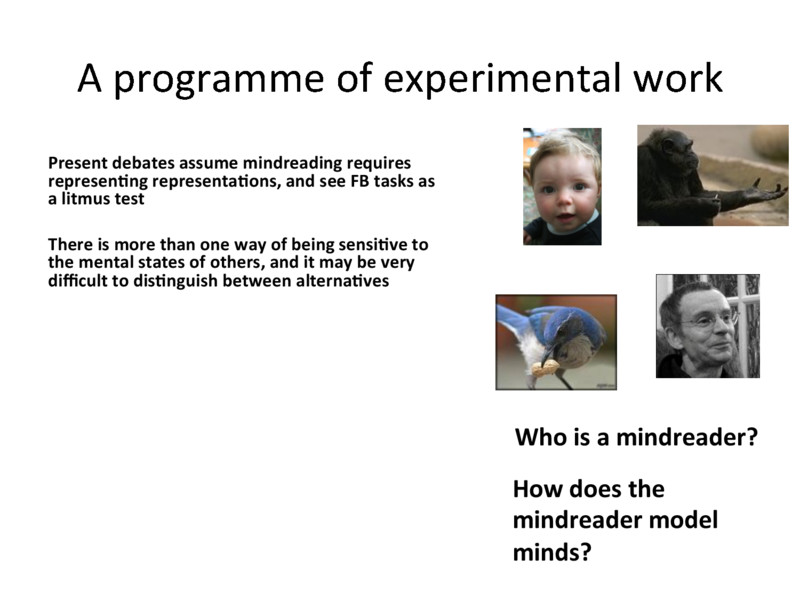 A programme of experimental work
Present debates assume mindreading requires
representing representations, and see FB tasks as
a litmus test
There is more than one way of being sensitive to
the mental states of others, and it may be very
difficult to distinguish between alternatives
Who is a mindreader?
How does the
mindreader model
minds?